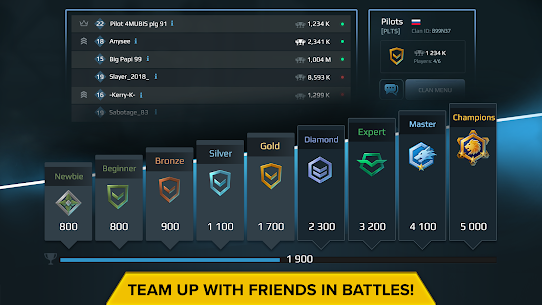 22 Pilot 4MUBIS plg 91 i 1,234 K
18 Anysee i 2,341 K
15 Big Papi 99 i 1,004 M
19 Slayer_2018_ i 8,593 K
16 -Kerry-K- i 1,299 K
19 Sabotage_83
Pilots
[PLTS] Clan ID: B99N37
1 234 K
Players: 4/6
CLAN MENU
Newbie
800
Beginner
800
Bronze
900
Silver
1 100
Gold
1 700
Diamond
2 300
Expert
3 200
Master
4 100
Champions
5 000
1 900
TEAM UP WITH FRIENDS IN BATTLES!